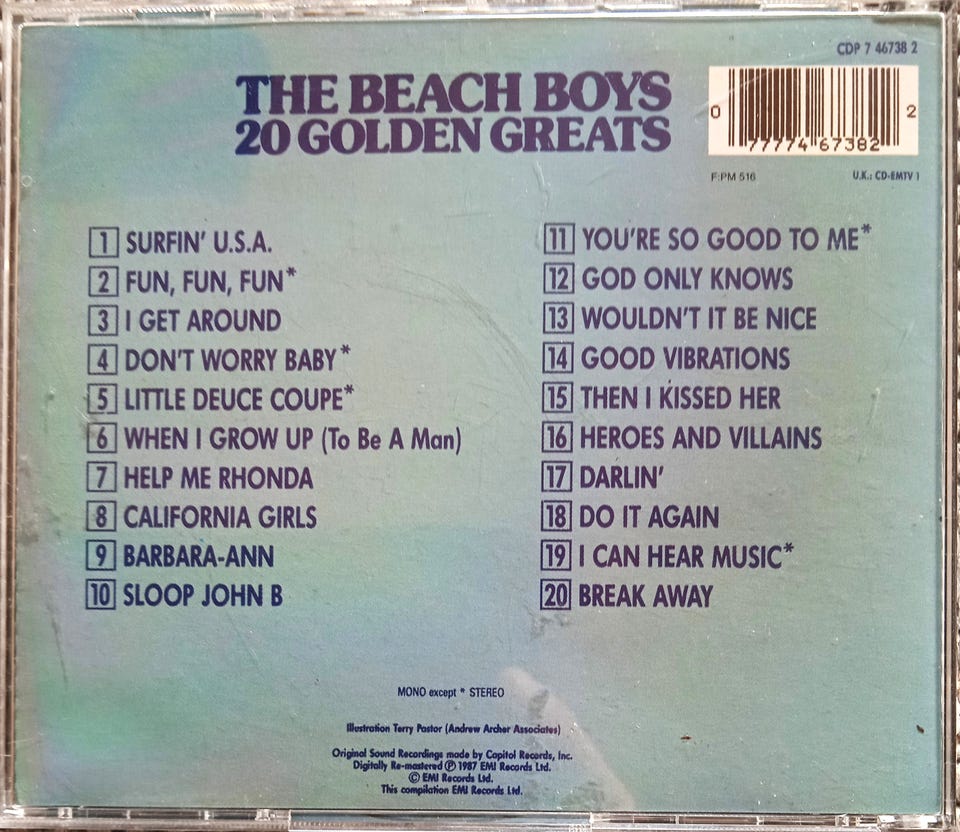 CDP 7 46738 2
THE BEACH BOYS
20 GOLDEN GREATS
0 77774 67382 2
F:PM 516
U.K.: CD-EMTV 1
1 SURFIN' U.S.A.
2 FUN, FUN, FUN*
3 I GET AROUND
4 DON'T WORRY BABY*
5 LITTLE DEUCE COUPE*
6 WHEN I GROW UP (To Be A Man)
7 HELP ME RHONDA
8 CALIFORNIA GIRLS
9 BARBARA-ANN
10 SLOOP JOHN B
11 YOU'RE SO GOOD TO ME*
12 GOD ONLY KNOWS
13 WOULDN'T IT BE NICE
14 GOOD VIBRATIONS
15 THEN I KISSED HER
16 HEROES AND VILLAINS
17 DARLIN'
18 DO IT AGAIN
19 I CAN HEAR MUSIC*
20 BREAK AWAY
MONO except * STEREO
Illustration Terry Pastor (Andrew Archer Associates)
Original Sound Recordings made by Capitol Records, Inc.
Digitally Re-mastered ℗ 1987 EMI Records Ltd.
© EMI Records Ltd.
This compilation EMI Records Ltd.